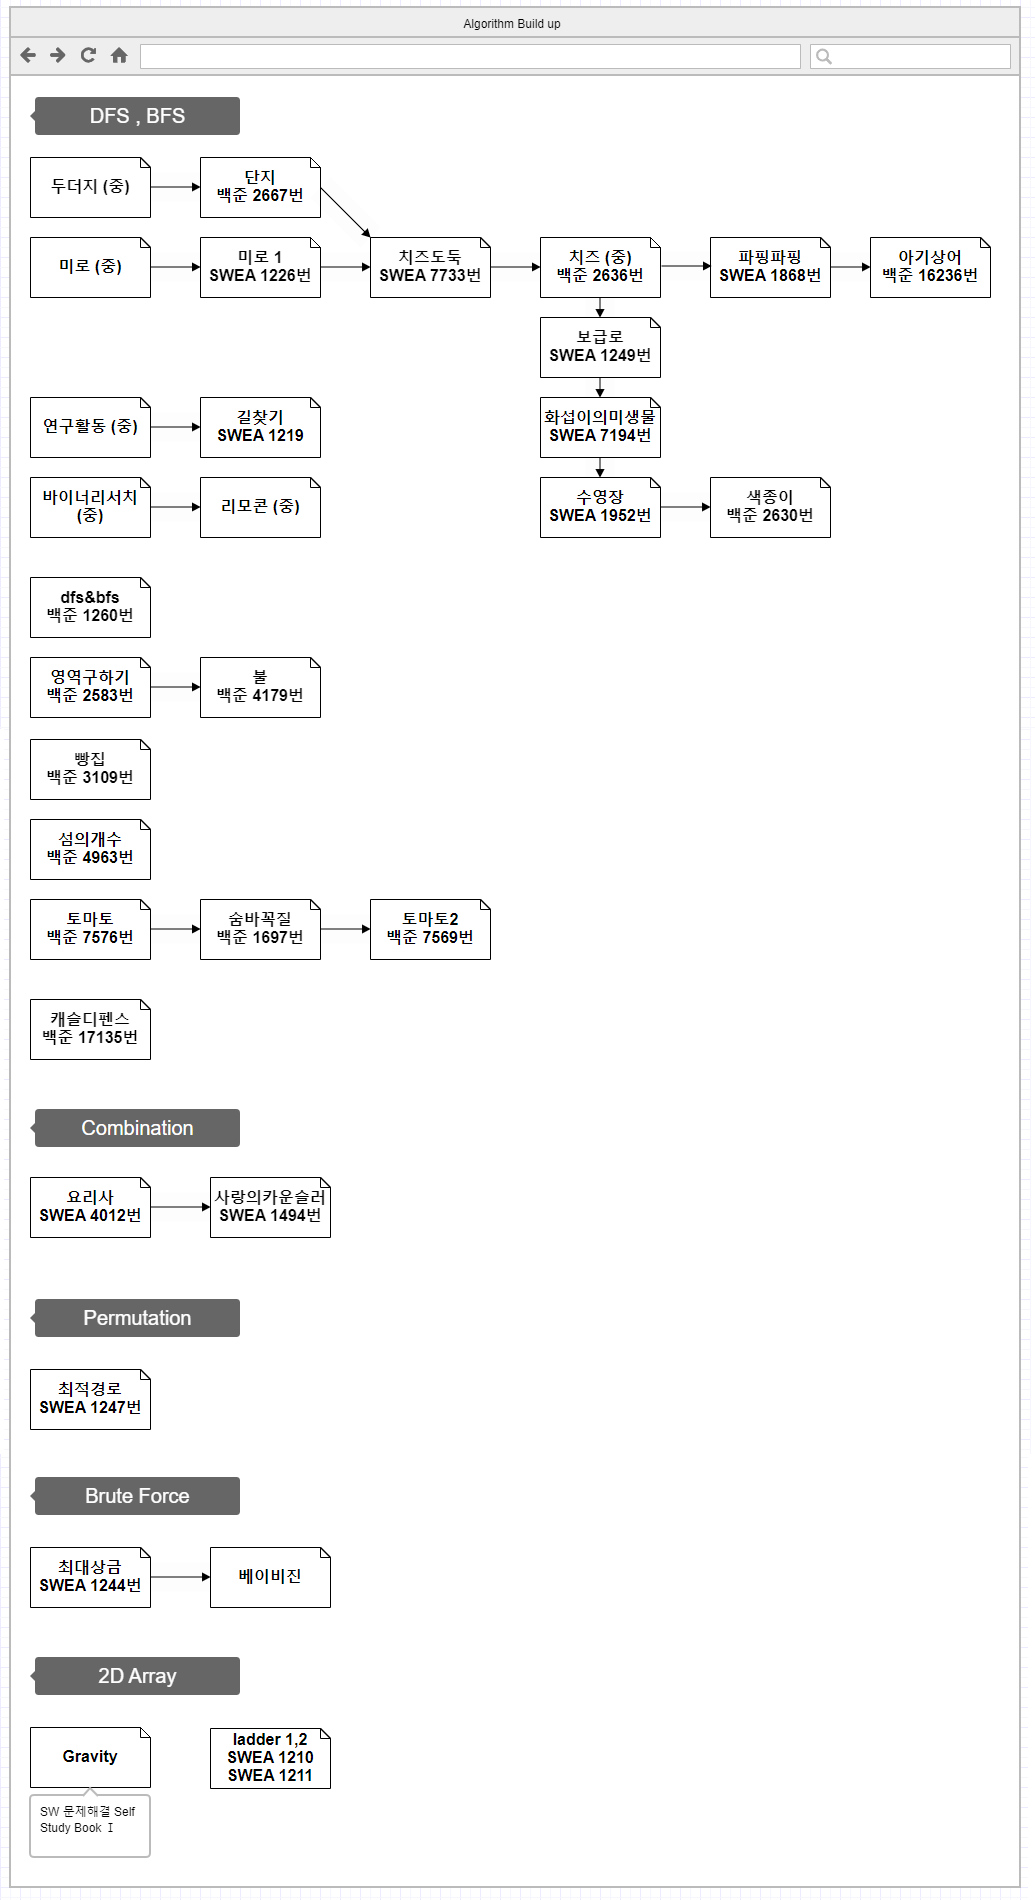 Algorithm Build up
DFS , BFS
두더지 (중)
단지
백준 2667번
미로 (중)
미로 1
SWEA 1226번
치즈도둑
SWEA 7733번
치즈 (중)
백준 2636번
파핑파핑
SWEA 1868번
아기상어
백준 16236번
보급로
SWEA 1249번
연구활동 (중)
길찾기
SWEA 1219
화섭이의미생물
SWEA 7194번
바이너리서치
(중)
리모콘 (중)
수영장
SWEA 1952번
색종이
백준 2630번
dfs&bfs
백준 1260번
영역구하기
백준 2583번
불
백준 4179번
빵집
백준 3109번
섬의개수
백준 4963번
토마토
백준 7576번
숨바꼭질
백준 1697번
토마토2
백준 7569번
캐슬디펜스
백준 17135번
Combination
요리사
SWEA 4012번
사랑의카운슬러
SWEA 1494번
Permutation
최적경로
SWEA 1247번
Brute Force
최대상금
SWEA 1244번
베이비진
2D Array
Gravity
ladder 1,2
SWEA 1210
SWEA 1211
SW 문제해결 Self
Study Book Ⅰ